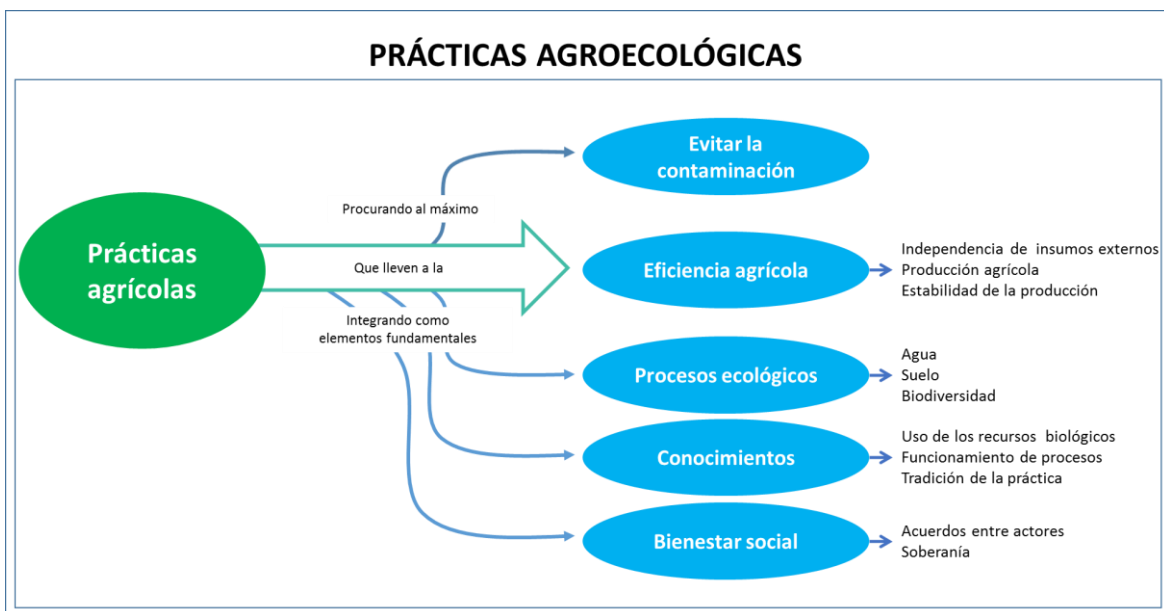 PRÁCTICAS AGROECOLÓGICAS
Evitar la
contaminación
Procurando al máximo
Prácticas
agrícolas
Que lleven a la
Eficiencia agrícola
Independencia de insumos externos
Producción agrícola
Estabilidad de la producción
Integrando como
elementos fundamentales
Procesos ecológicos
Agua
Suelo
Biodiversidad
Conocimientos
Uso de los recursos biológicos
Funcionamiento de procesos
Tradición de la práctica
Bienestar social
Acuerdos entre actores
Soberanía